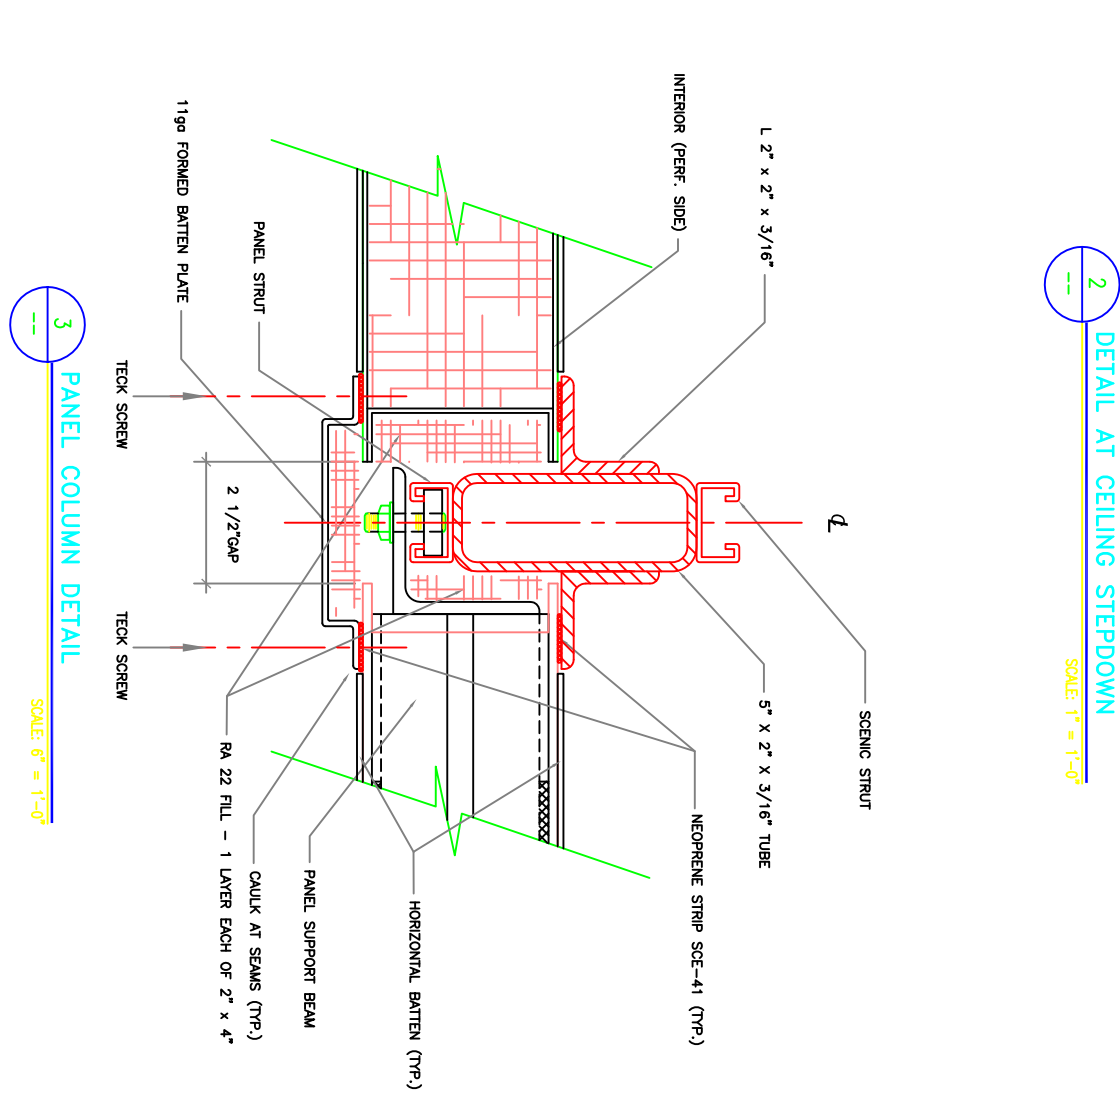 2
--
DETAIL AT CEILING STEPDOWN
SCALE: 1" = 1'-0"
℄
SCENIC STRUT
L 2" x 2" x 3/16"
5" X 2" X 3/16" TUBE
INTERIOR (PERF. SIDE)
NEOPRENE STRIP SCE-41 (TYP.)
HORIZONTAL BATTEN (TYP.)
PANEL SUPPORT BEAM
PANEL STRUT
CAULK AT SEAMS (TYP.)
2 1/2"GAP
RA 22 FILL - 1 LAYER EACH OF 2" x 4"
11ga FORMED BATTEN PLATE
TECK SCREW
TECK SCREW
3
--
PANEL COLUMN DETAIL
SCALE: 6" = 1'-0"